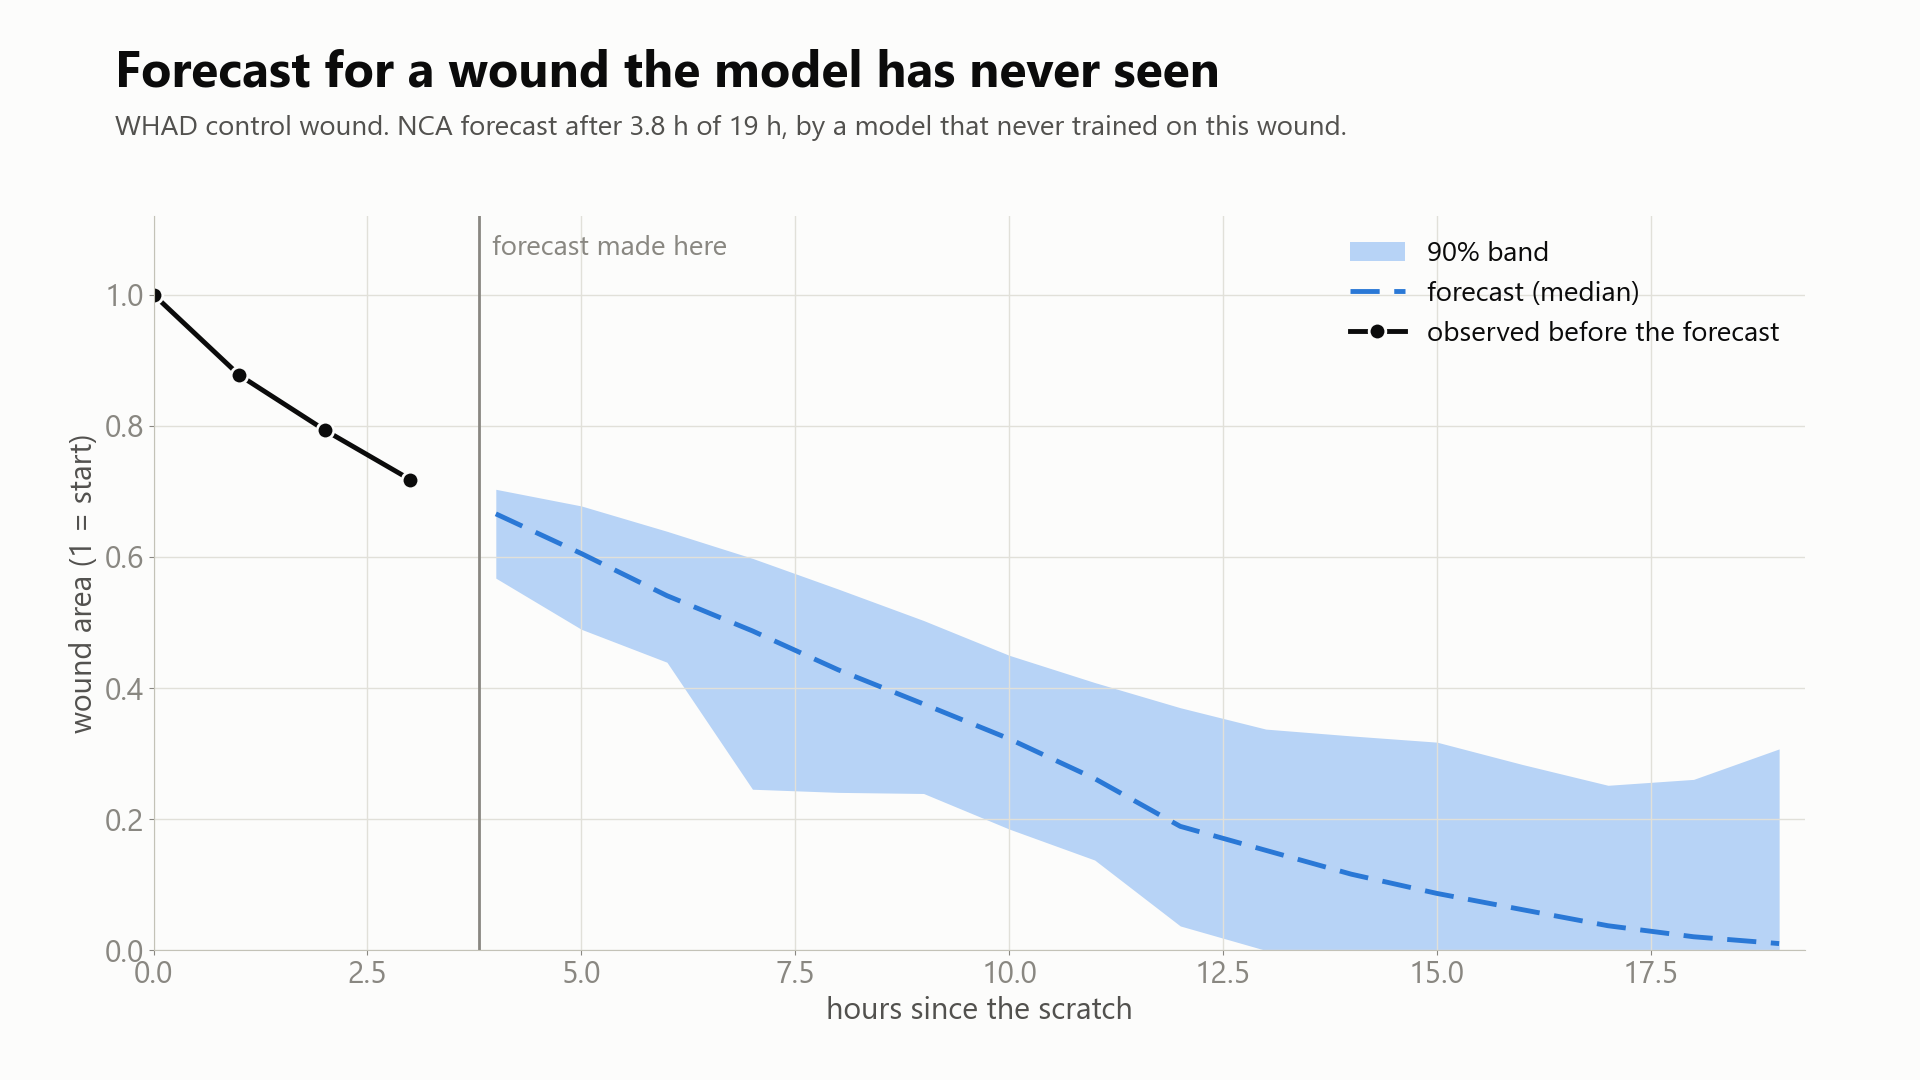 Forecast for a wound the model has never seen
WHAD control wound. NCA forecast after 3.8 h of 19 h, by a model that never trained on this wound.
forecast made here
90% band
forecast (median)
observed before the forecast
wound area (1 = start)
1.0
0.8
0.6
0.4
0.2
0.0
0.0 2.5 5.0 7.5 10.0 12.5 15.0 17.5
hours since the scratch